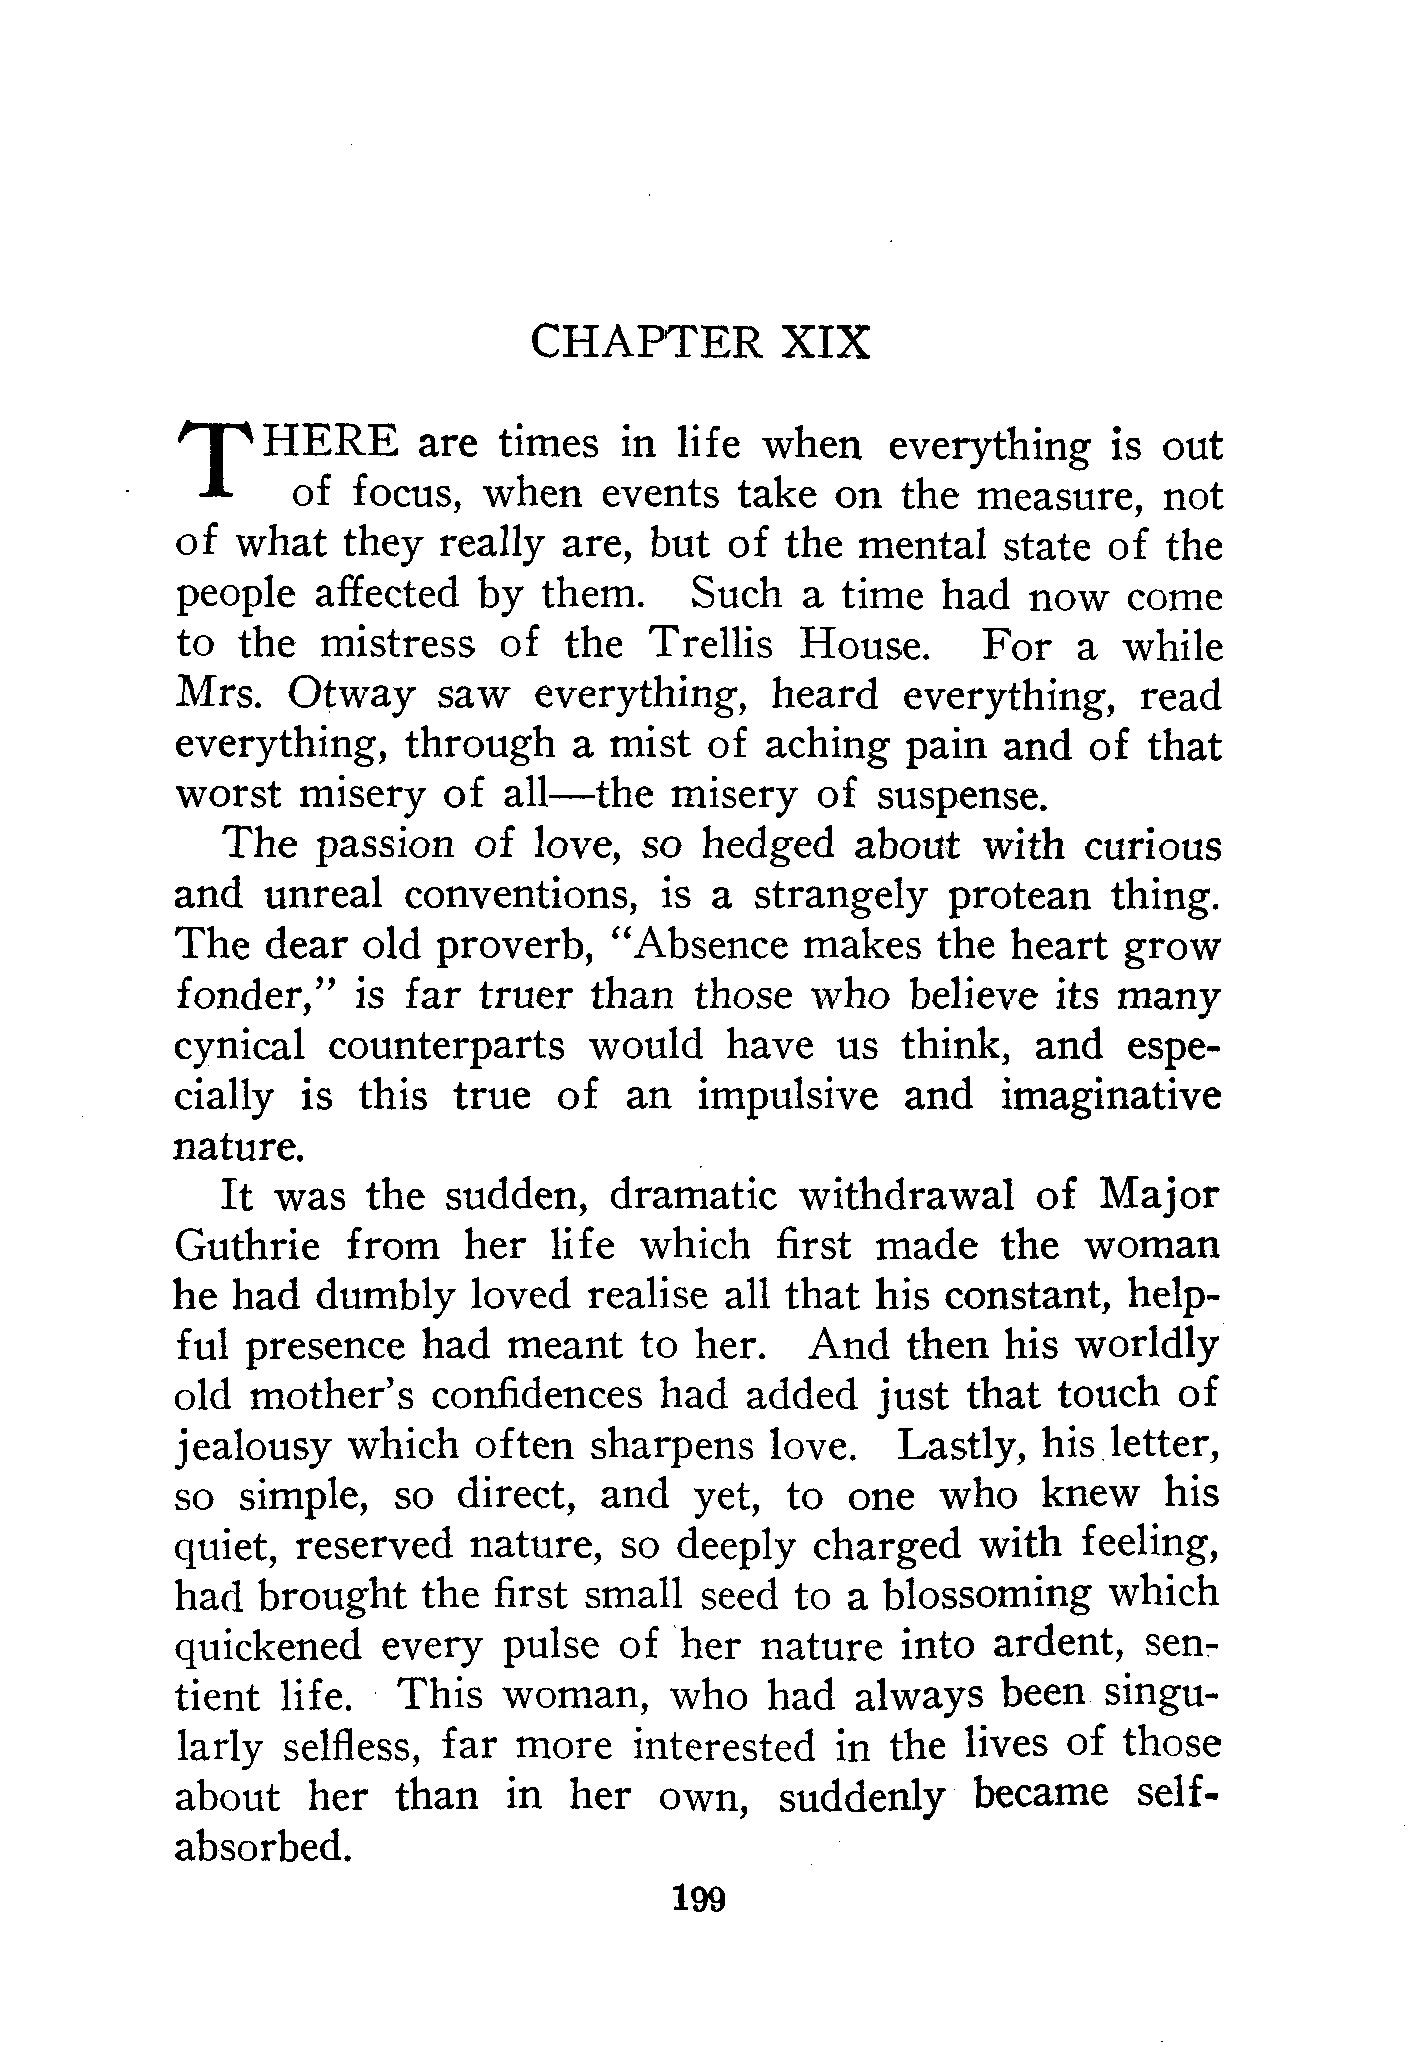 CHAPTER XIX
THERE are times in life when everything is out
of focus, when events take on the measure, not
of what they really are, but of the mental state of the
people affected by them. Such a time had now come
to the mistress of the Trellis House. For a while
Mrs. Otway saw everything, heard everything, read
everything, through a mist of aching pain and of that
worst misery of all—the misery of suspense.
The passion of love, so hedged about with curious
and unreal conventions, is a strangely protean thing.
The dear old proverb, “Absence makes the heart grow
fonder,” is far truer than those who believe its many
cynical counterparts would have us think, and espe-
cially is this true of an impulsive and imaginative
nature.
It was the sudden, dramatic withdrawal of Major
Guthrie from her life which first made the woman
he had dumbly loved realise all that his constant, help-
ful presence had meant to her. And then his worldly
old mother’s confidences had added just that touch of
jealousy which often sharpens love. Lastly, his letter,
so simple, so direct, and yet, to one who knew his
quiet, reserved nature, so deeply charged with feeling,
had brought the first small seed to a blossoming which
quickened every pulse of her nature into ardent, sen-
tient life. This woman, who had always been singu-
larly selfless, far more interested in the lives of those
about her than in her own, suddenly became self-
absorbed.
199